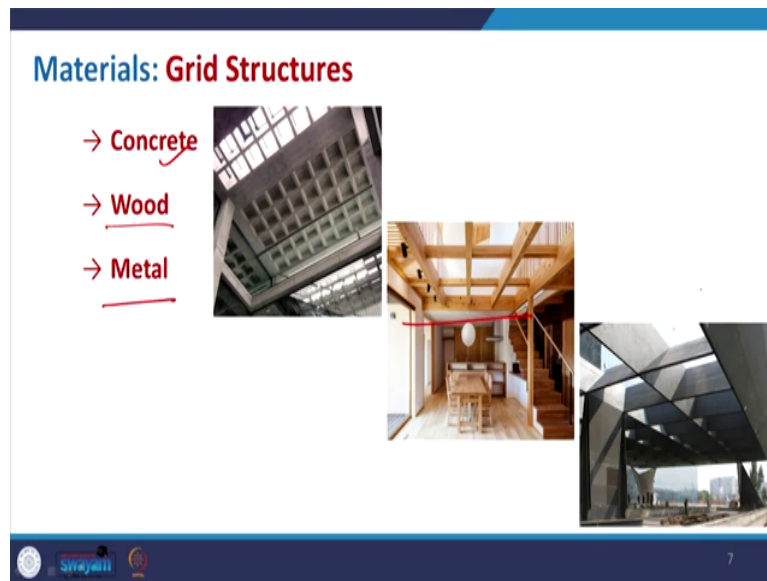 Materials: Grid Structures
→ Concrete
→ Wood
→ Metal
swayam
7